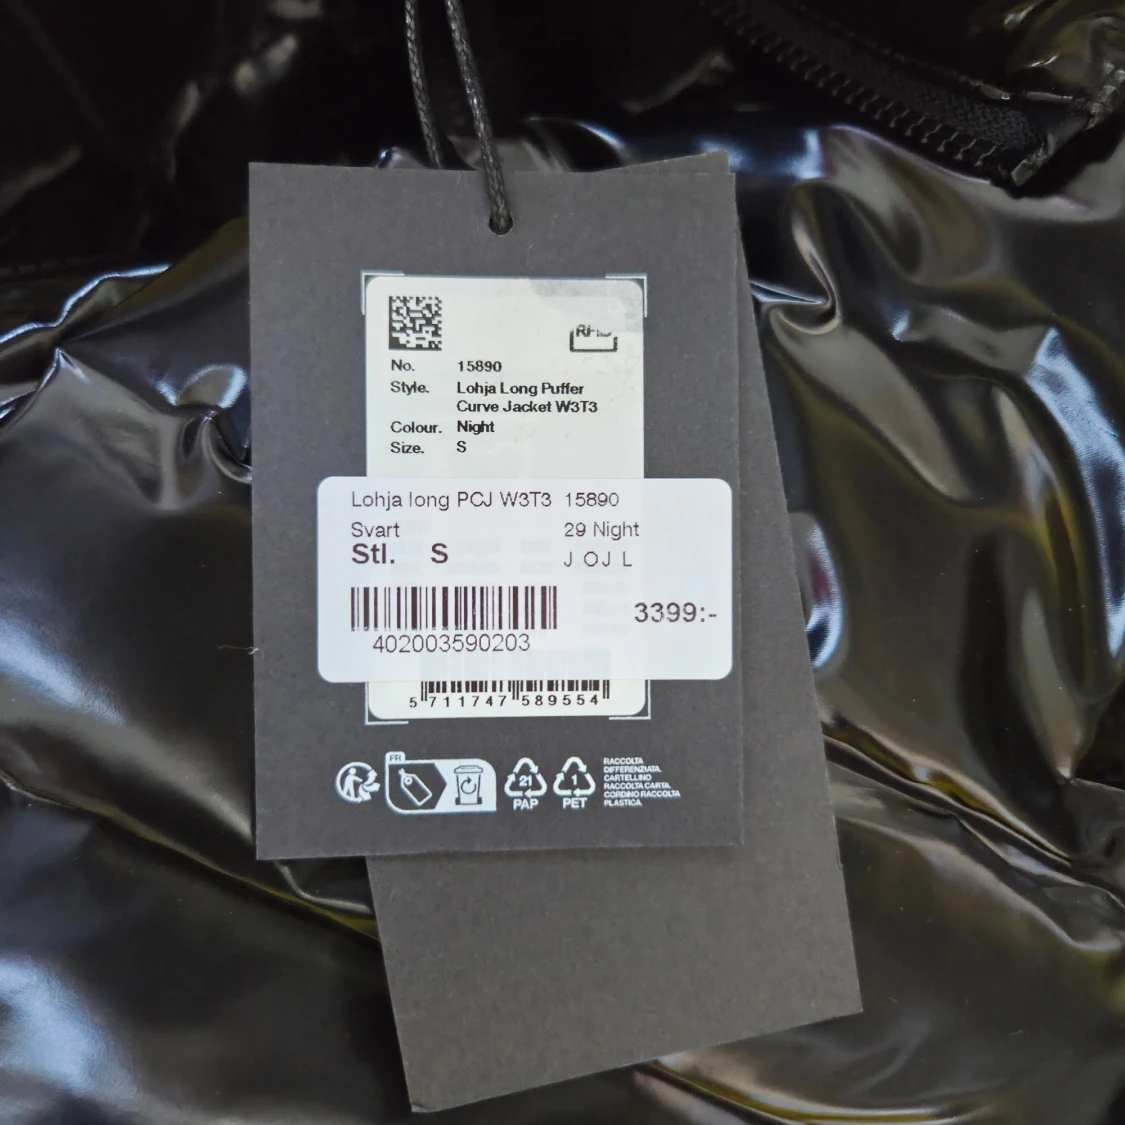 RFID
No. 15890
Style. Lohja Long Puffer
Curve Jacket W3T3
Colour. Night
Size. S
Lohja long PCJ W3T3 15890
Svart 29 Night
Stl. S J OJ L
3399:-
402003590203
5 711747 589554
FR
21
PAP
1
PET
RACCOLTA
DIFFERENZIATA.
CARTELLINO
RACCOLTA CARTA.
CORDINO RACCOLTA
PLASTICA.